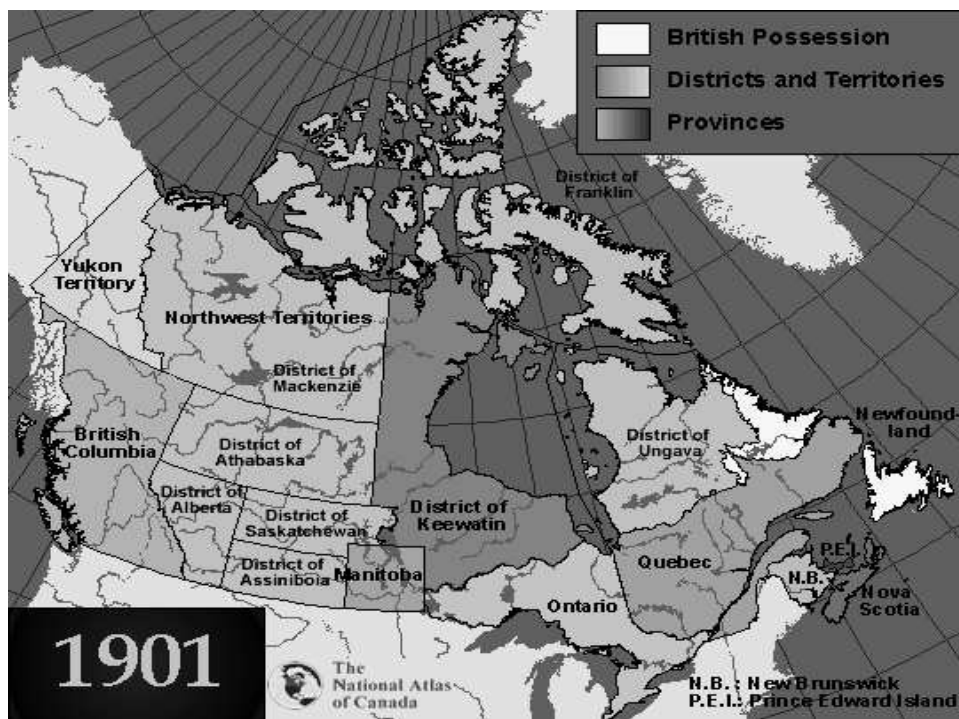 British Possession
Districts and Territories
Provinces
District of
Franklin
Yukon
Territory
Northwest Territories
District of
Mackenzie
British
Columbia
District of
Athabaska
District of
Ungava
Newfound-
land
District of
Alberta
District of
Saskatchewan
District of
Keewatin
District of
Assiniboia
Manitoba
Ontario
Quebec
P.E.I.
N.B.
Nova
Scotia
1901
The
National Atlas
of Canada
N.B.: New Brunswick
P.E.I.: Prince Edward Island